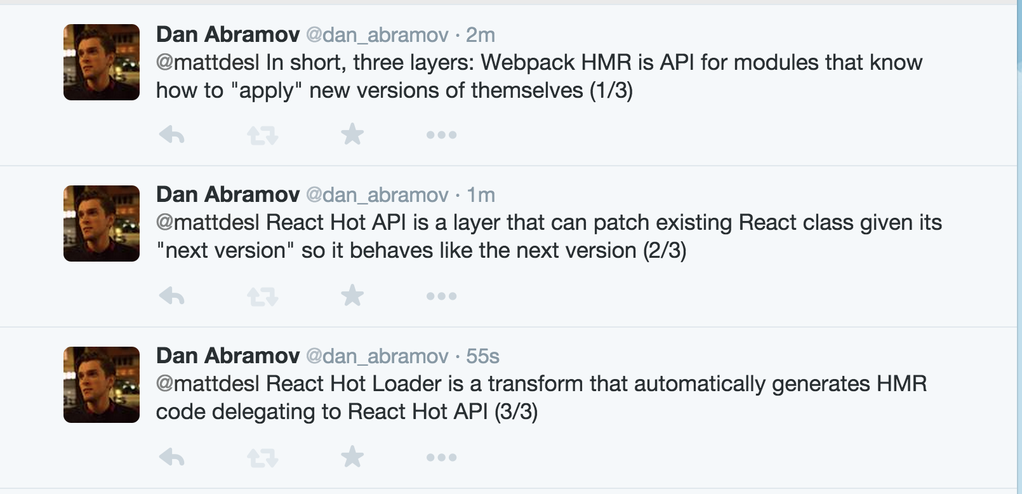 Dan Abramov @dan_abramov · 2m
@mattdesl In short, three layers: Webpack HMR is API for modules that know
how to "apply" new versions of themselves (1/3)
Dan Abramov @dan_abramov · 1m
@mattdesl React Hot API is a layer that can patch existing React class given its
"next version" so it behaves like the next version (2/3)
Dan Abramov @dan_abramov · 55s
@mattdesl React Hot Loader is a transform that automatically generates HMR
code delegating to React Hot API (3/3)